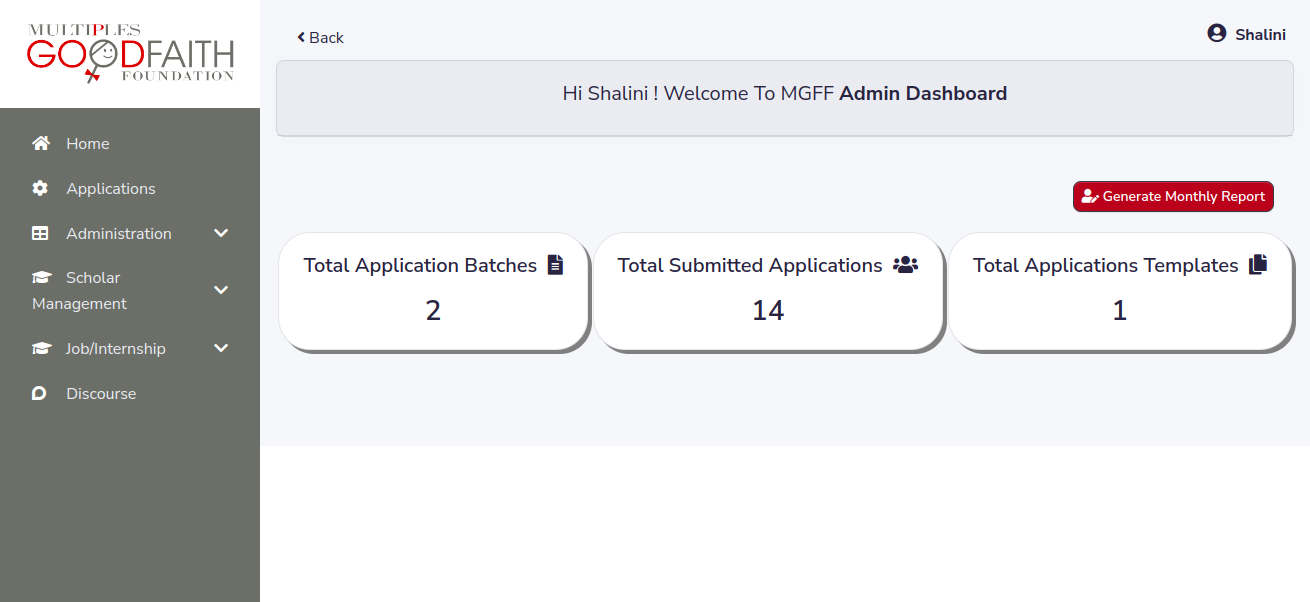 MULTIPLES
GOODFAITH
FOUNDATION
Home
Applications
Administration
Scholar
Management
Job/Internship
Discourse
Back
Shalini
Hi Shalini ! Welcome To MGFF Admin Dashboard
Generate Monthly Report
Total Application Batches
2
Total Submitted Applications
14
Total Applications Templates
1